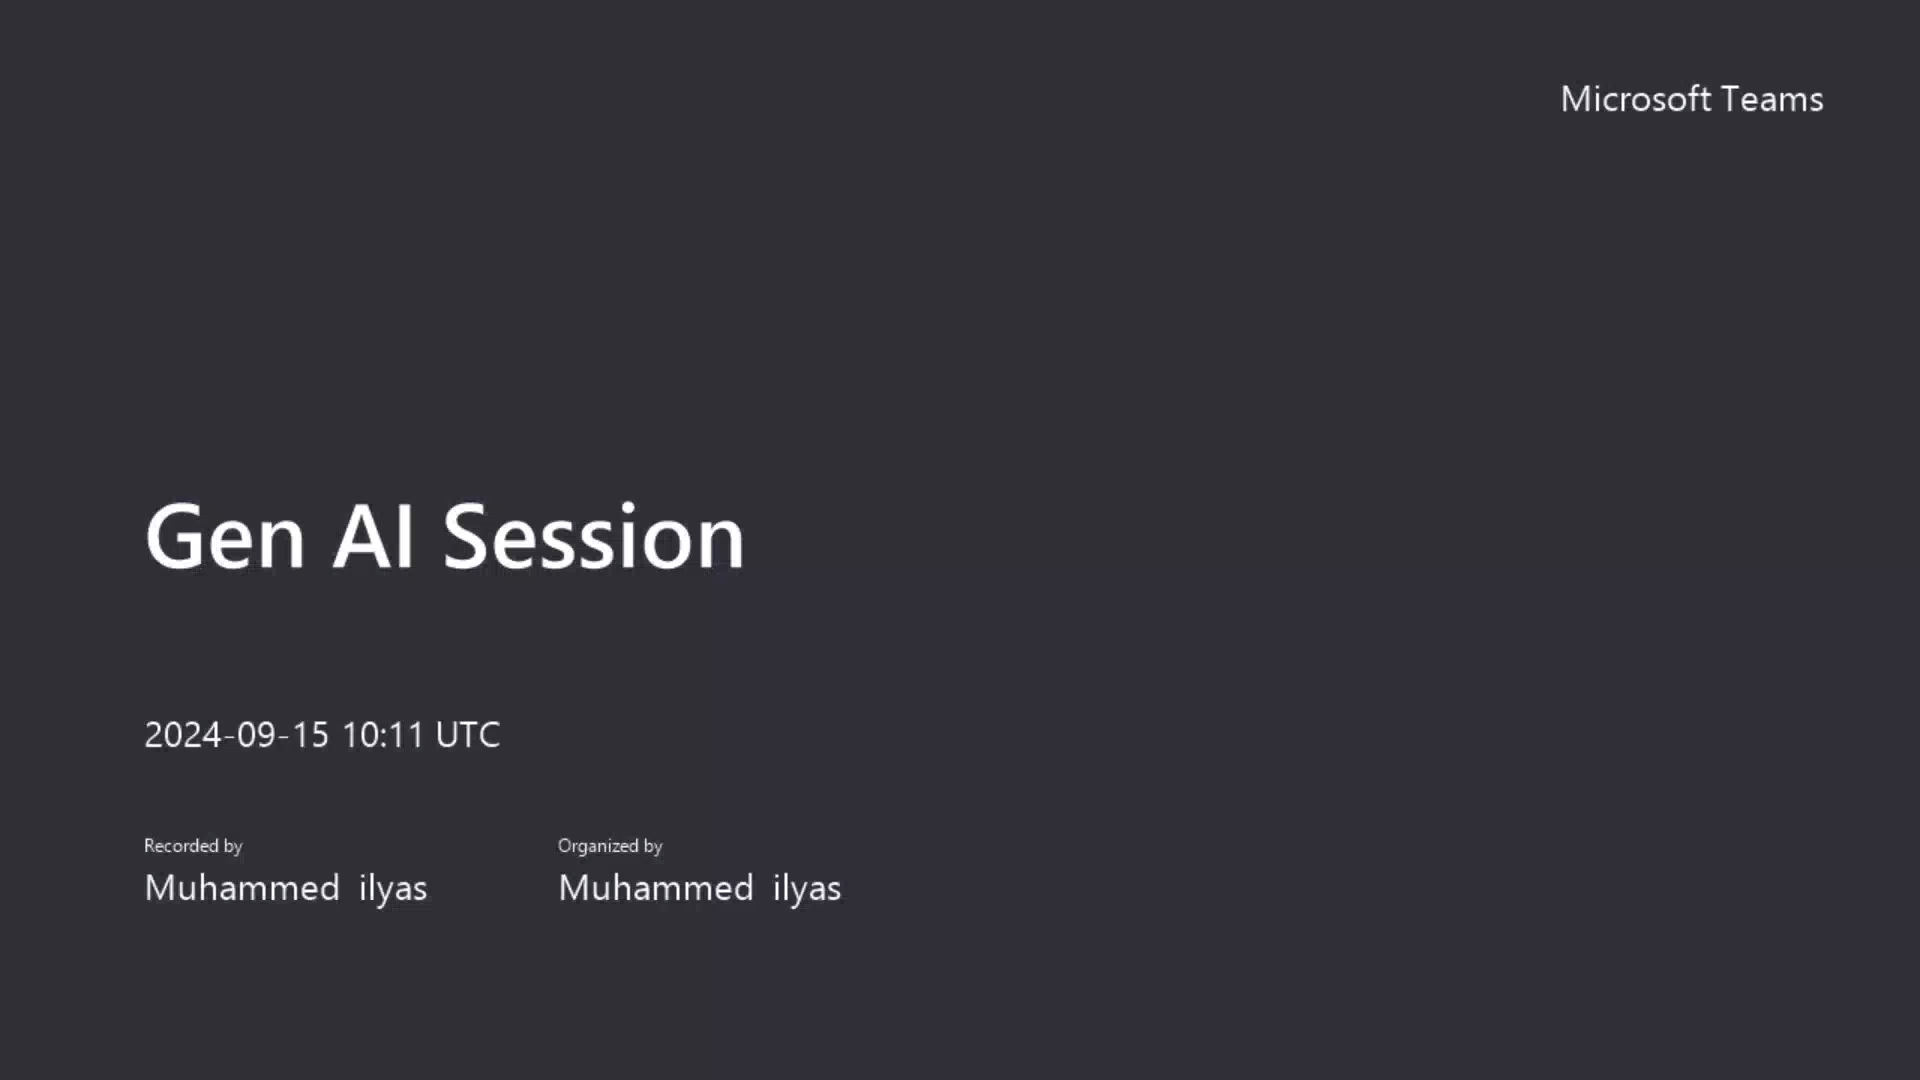 Microsoft Teams
Gen AI Session
2024-09-15 10:11 UTC
Recorded by
Muhammed ilyas
Organized by
Muhammed ilyas